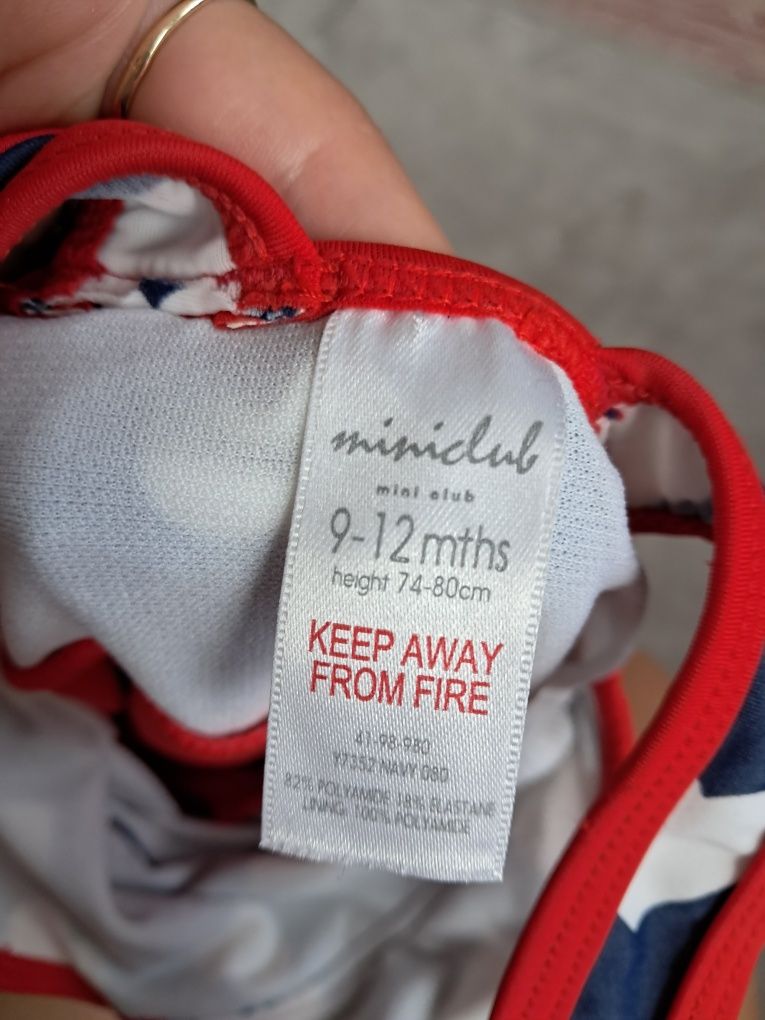 miniclub
mini club
9-12 mths
height 74-80cm
KEEP AWAY
FROM FIRE
41-98-980
Y7352 NAVY 080
82% POLYAMIDE 18% ELASTANE
LINING: 100% POLYAMIDE